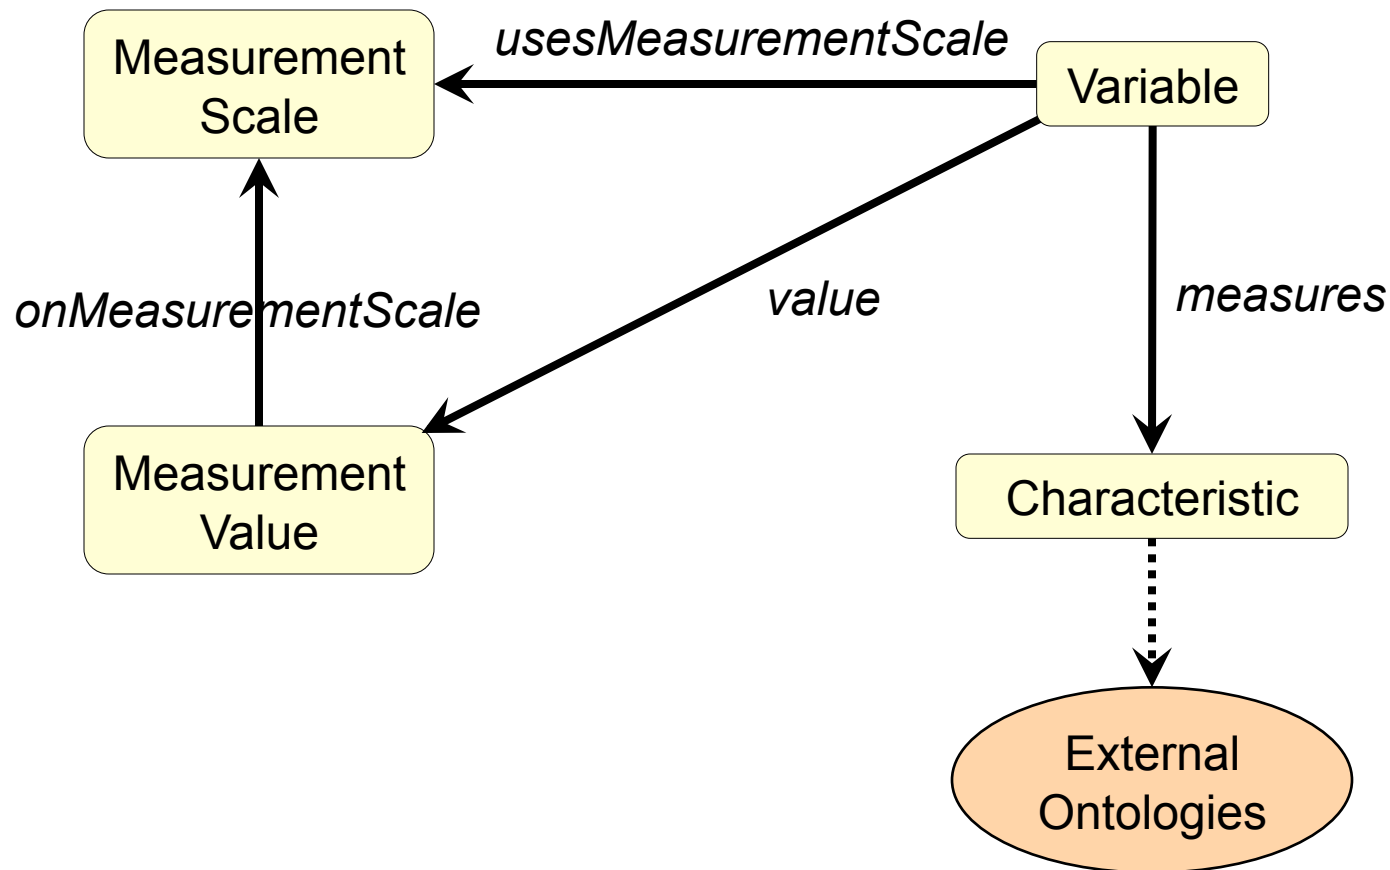 usesMeasurementScale
Measurement
Scale
Variable
onMeasurementScale
value
measures
Measurement
Value
Characteristic
External
Ontologies